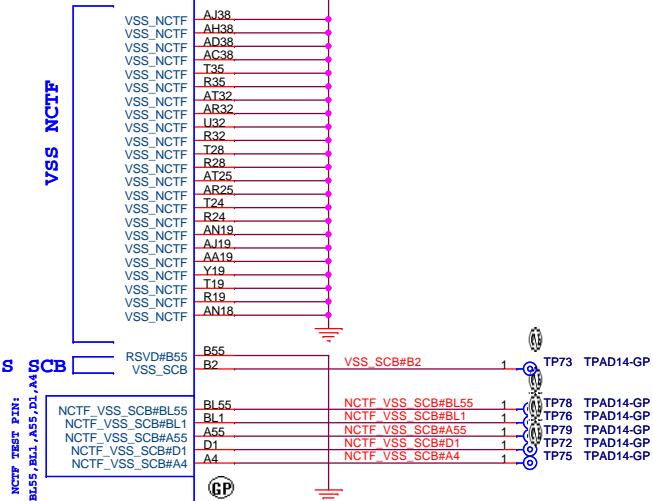 VSS NCTF
VSS_NCTF AJ38
VSS_NCTF AH38
VSS_NCTF AD38
VSS_NCTF AC38
VSS_NCTF T35
VSS_NCTF R35
VSS_NCTF AT32
VSS_NCTF AR32
VSS_NCTF U32
VSS_NCTF R32
VSS_NCTF T28
VSS_NCTF R28
VSS_NCTF AT25
VSS_NCTF AR25
VSS_NCTF T24
VSS_NCTF R24
VSS_NCTF AN19
VSS_NCTF AJ19
VSS_NCTF AA19
VSS_NCTF Y19
VSS_NCTF T19
VSS_NCTF R19
VSS_NCTF AN18
S SCB
RSVD#B55 B55
VSS_SCB B2 VSS_SCB#B2 1 TP73 TPAD14-GP
NCTF TEST PIN:
BL55,BL1,A55,D1,A4
NCTF_VSS_SCB#BL55 BL55 NCTF_VSS_SCB#BL55 1 TP78 TPAD14-GP
NCTF_VSS_SCB#BL1 BL1 NCTF_VSS_SCB#BL1 1 TP76 TPAD14-GP
NCTF_VSS_SCB#A55 A55 NCTF_VSS_SCB#A55 1 TP79 TPAD14-GP
NCTF_VSS_SCB#D1 D1 NCTF_VSS_SCB#D1 1 TP72 TPAD14-GP
NCTF_VSS_SCB#A4 A4 NCTF_VSS_SCB#A4 1 TP75 TPAD14-GP
GP